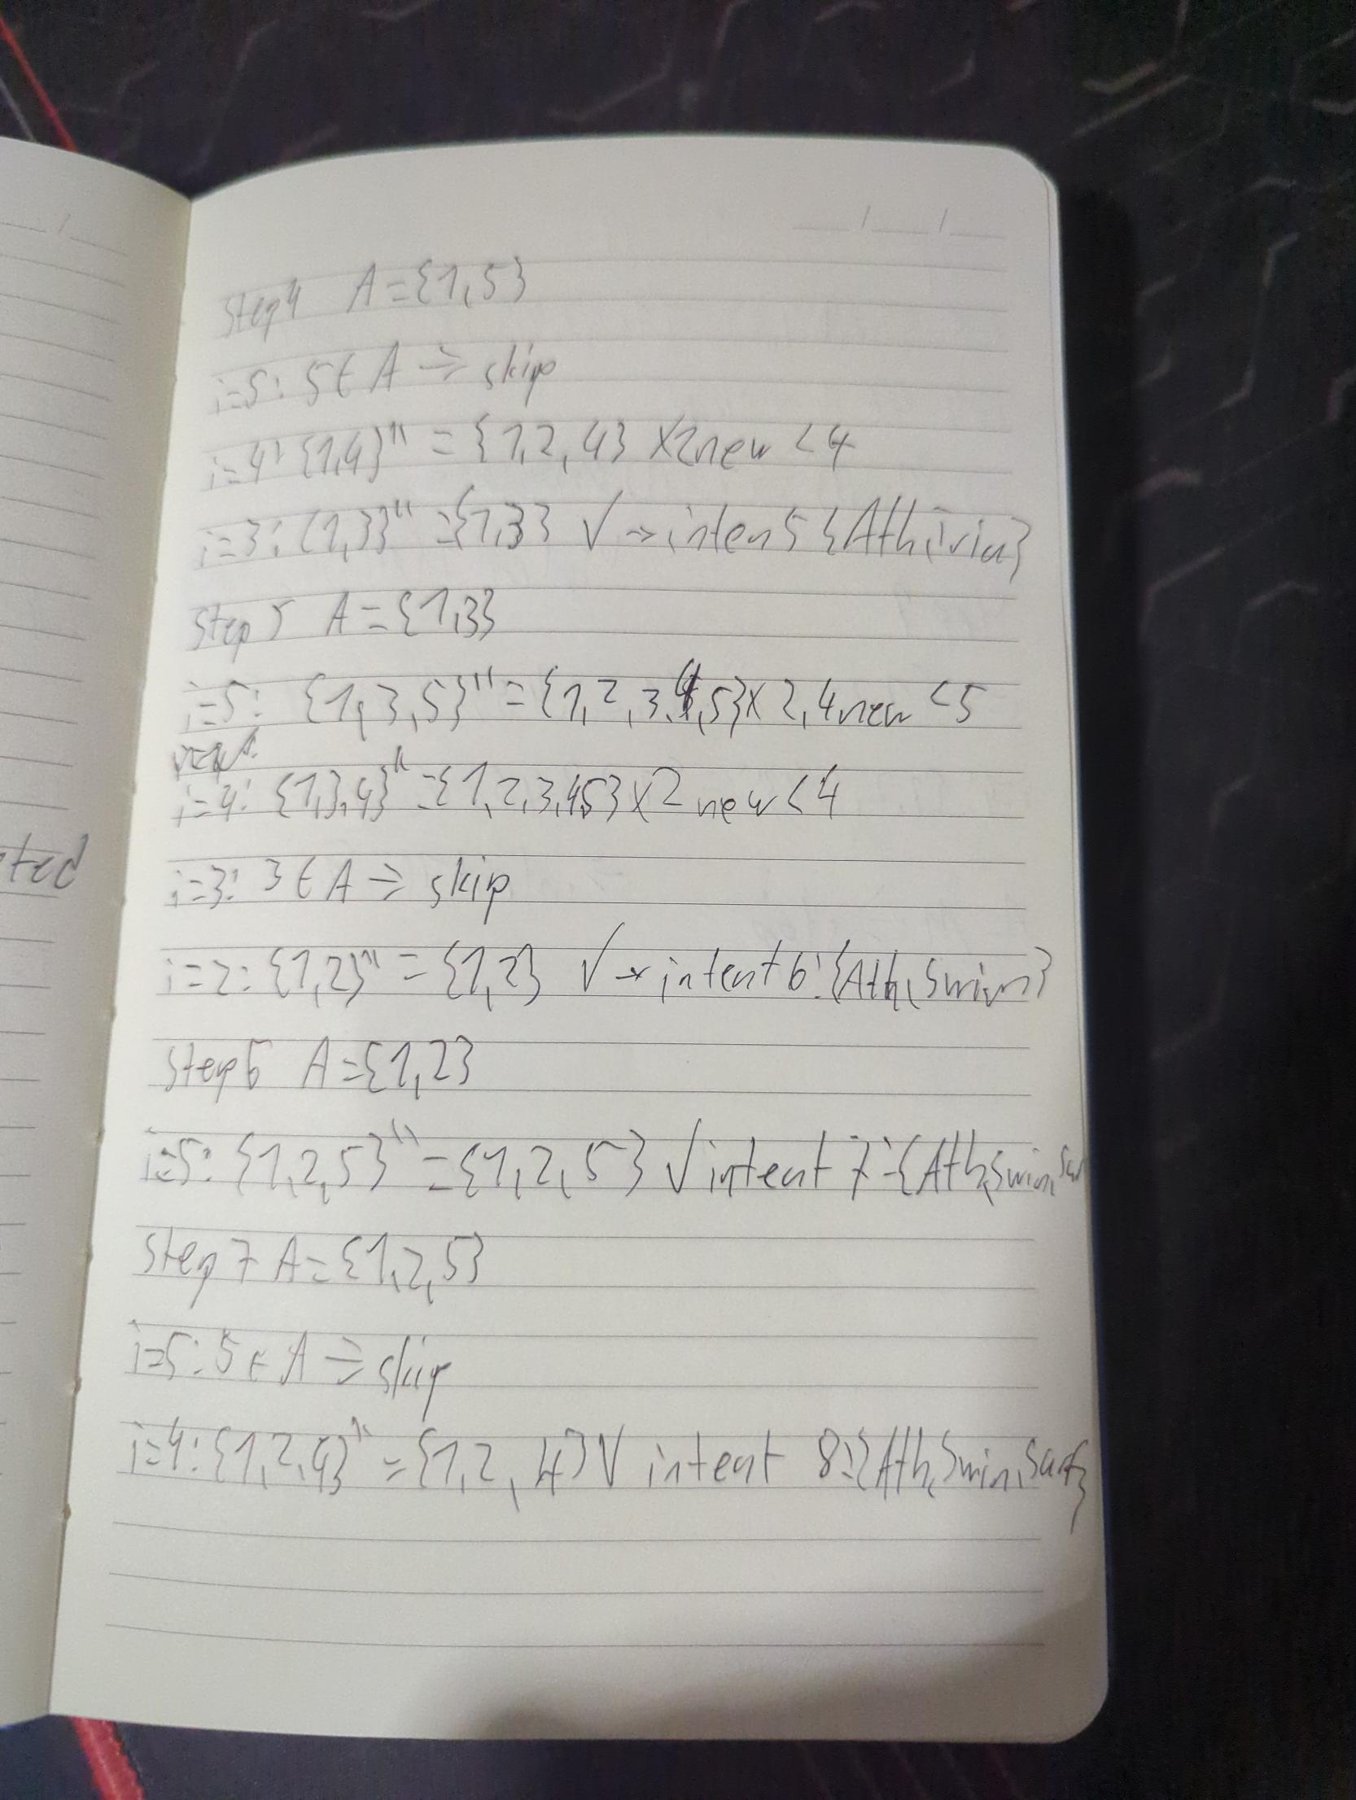 Step 4 A={1,5}
i=5: 5∈A ⇒ skip
i=4: {1,4}'' = {1,2,4} X 2 new <4
i=3: {1,3}'' = {1,3} √ → inten 5 {Ath,Tria}
Step 5 A={1,3}
i=5: {1,3,5}'' = {1,2,3,4,5} X 2,4 new <5
i=4: {1,3,4}'' = {1,2,3,4,5} X 2 new <4
i=3: 3∈A ⇒ skip
i=2: {1,2}'' = {1,2} √ → intent 6: {Ath, Swim}
Step 6 A={1,2}
i=5: {1,2,5}'' = {1,2,5} √ intent 7: {Ath, Swim,
Step 7 A={1,2,5}
i=5: 5∈A ⇒ skip
i=4: {1,2,4}'' = {1,2,4} √ intent 8: {Ath, Swim, Surf}